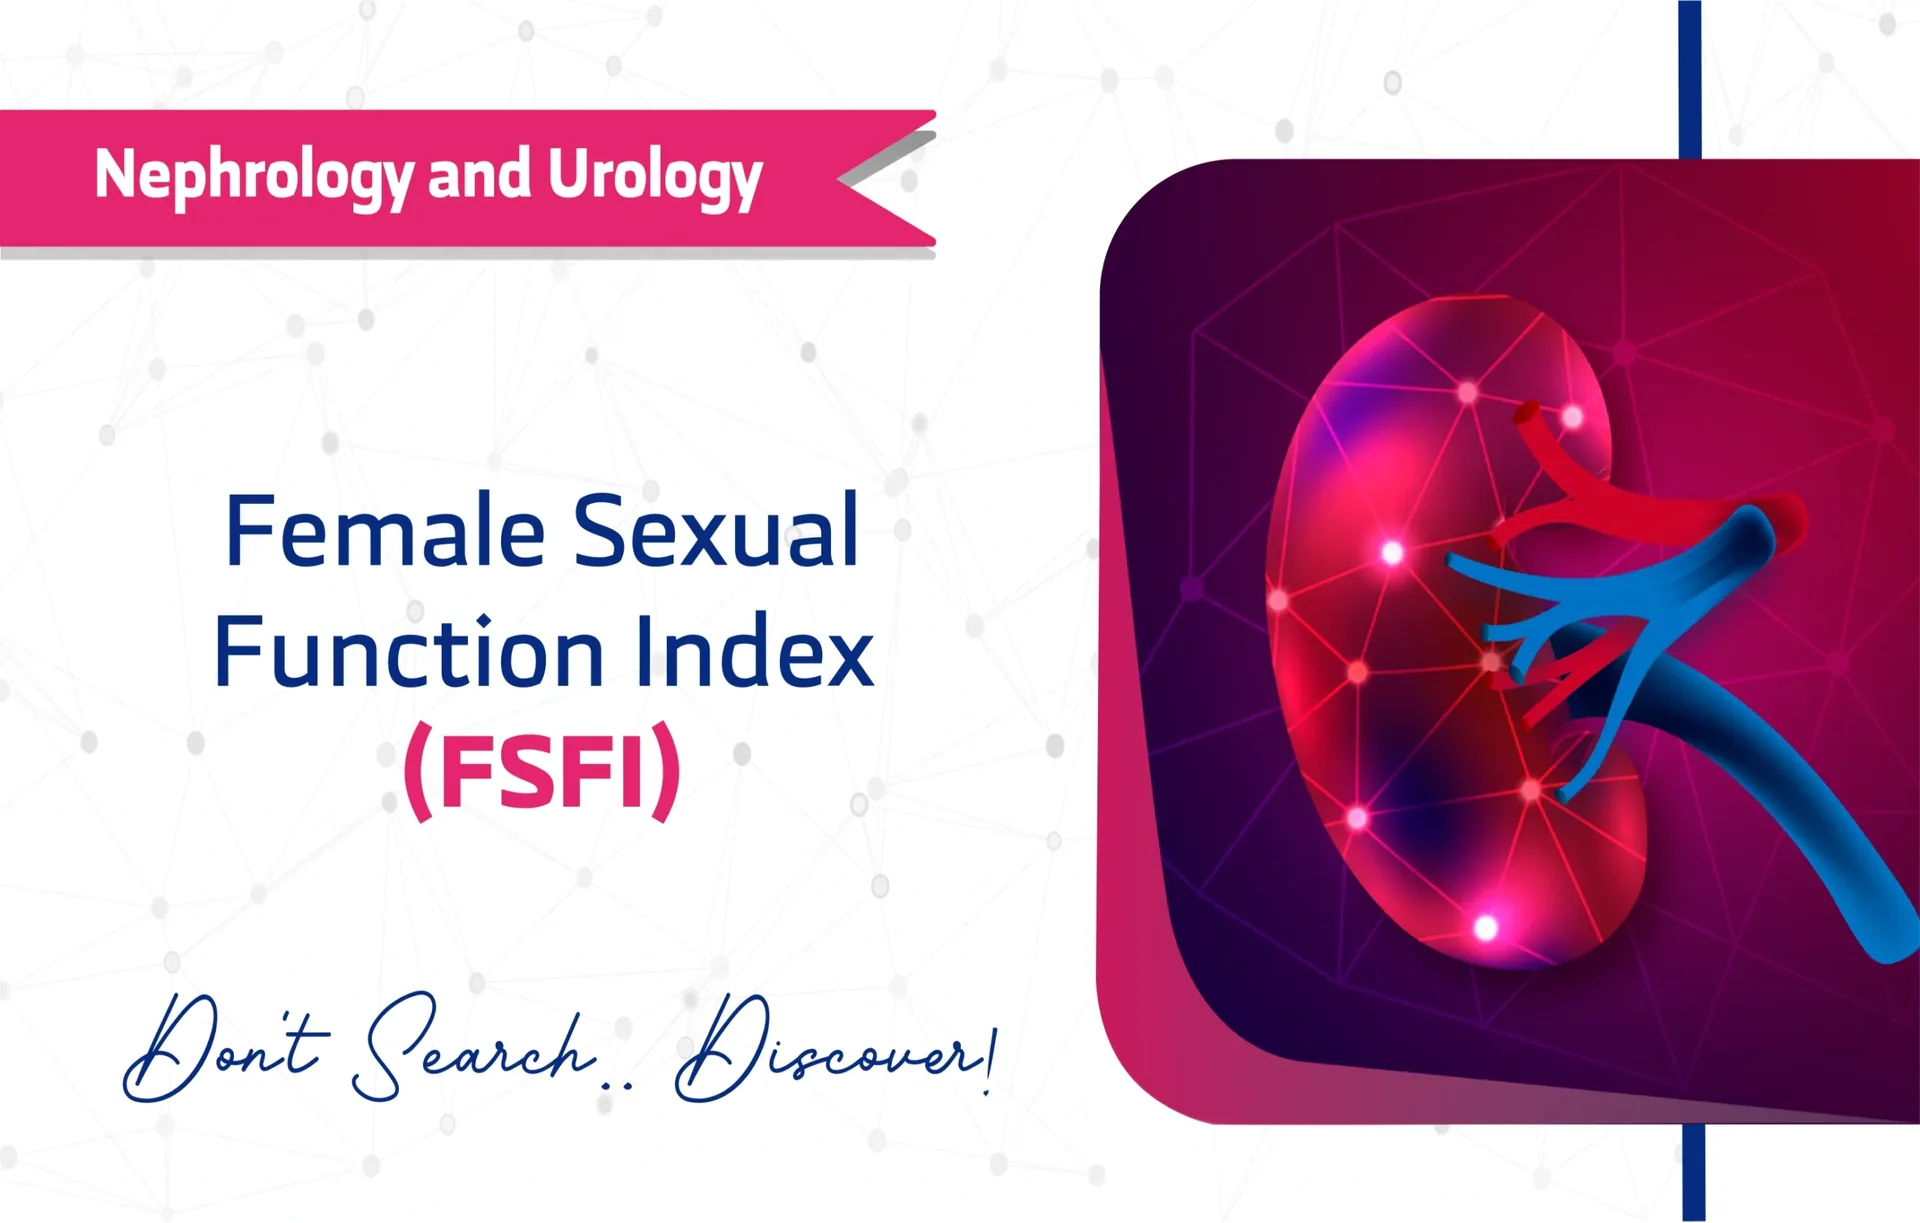 Nephrology and Urology
Female Sexual
Function Index
(FSFI)
Don't Search.. Discover!